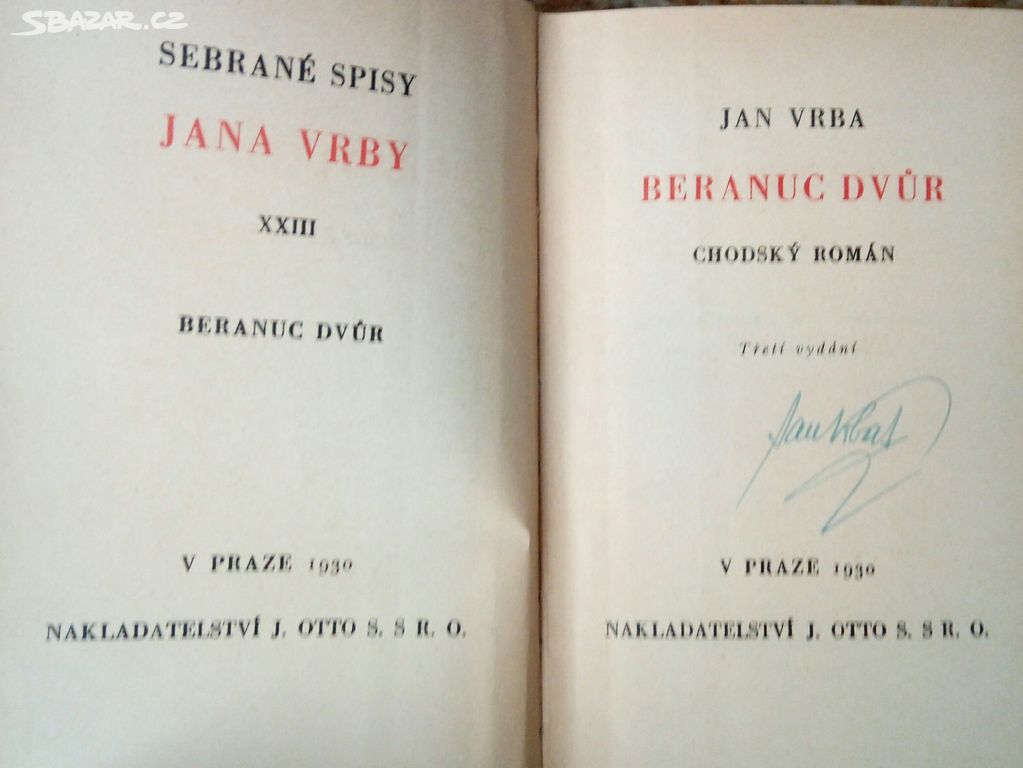 SBAZAR.CZ
SEBRANÉ SPISY
JANA VRBY
XXIII
BERANUC DVŮR
V PRAZE 1930
NAKLADATELSTVÍ J. OTTO S. S R. O.
JAN VRBA
BERANUC DVŮR
CHODSKÝ ROMÁN
Třetí vydání
V PRAZE 1930
NAKLADATELSTVÍ J. OTTO S. S R. O.